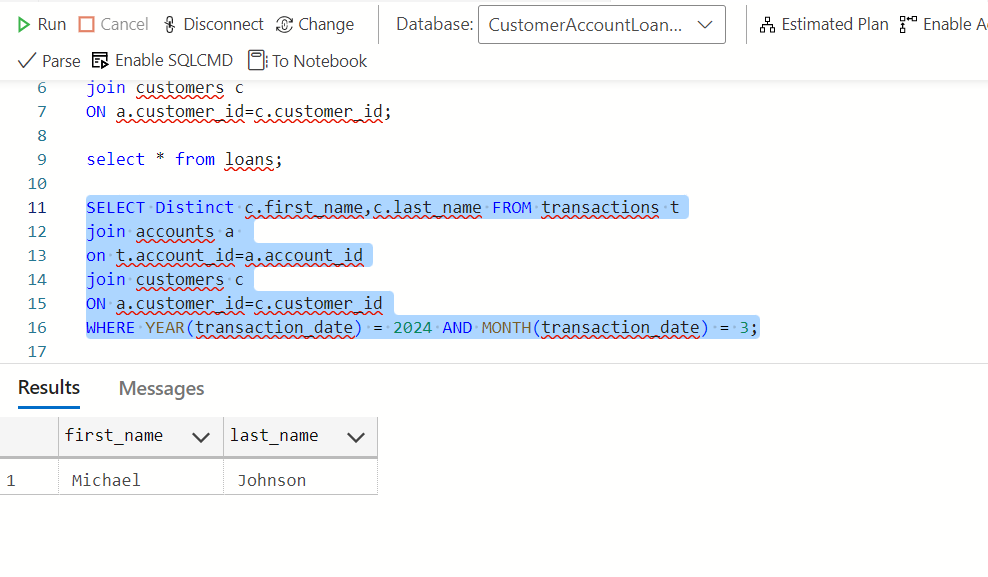 Run Cancel Disconnect Change Database: CustomerAccountLoan... Estimated Plan Enable A
Parse Enable SQLCMD To Notebook
6 join customers c
7 ON a.customer_id=c.customer_id;
8
9 select * from loans;
10
11 SELECT Distinct c.first_name,c.last_name FROM transactions t
12 join accounts a
13 on t.account_id=a.account_id
14 join customers c
15 ON a.customer_id=c.customer_id
16 WHERE YEAR(transaction_date) = 2024 AND MONTH(transaction_date) = 3;
17
Results Messages
first_name last_name
1 Michael Johnson